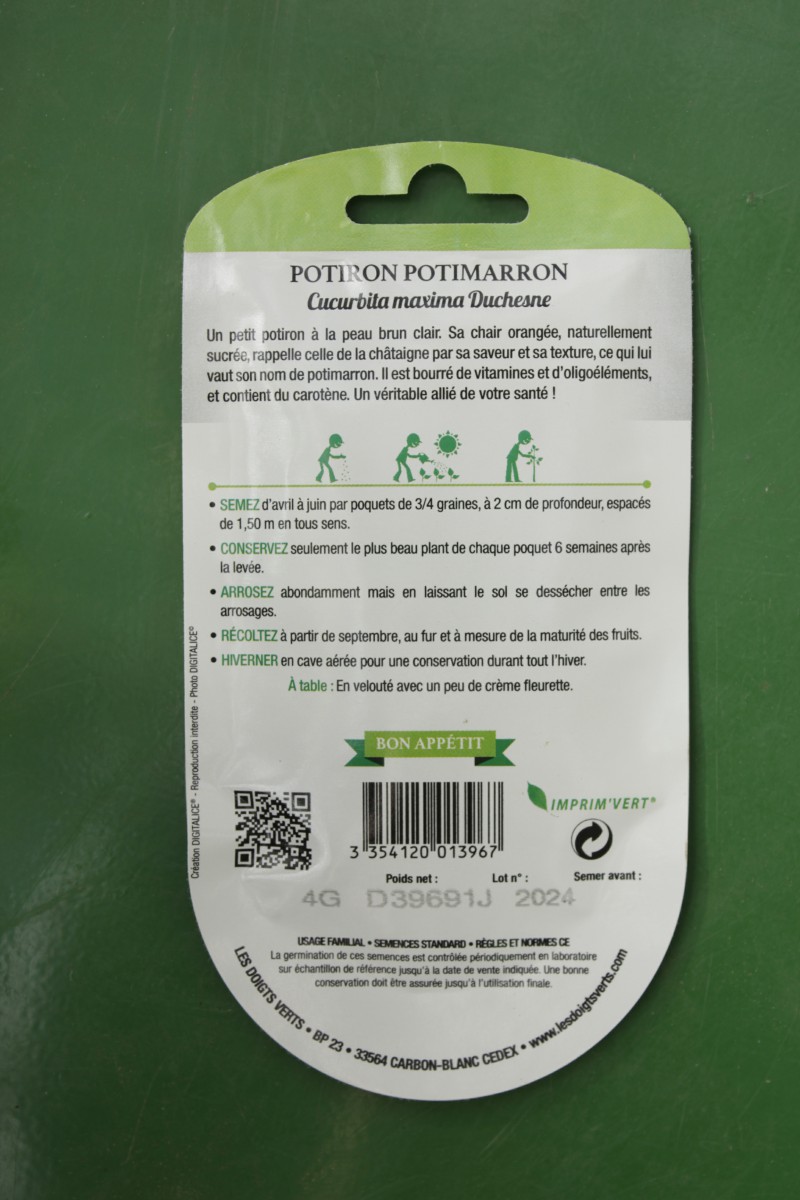 POTIRON POTIMARRON
Cucurbita maxima Duchesne
Un petit potiron à la peau brun clair. Sa chair orangée, naturellement
sucrée, rappelle celle de la châtaigne par sa saveur et sa texture, ce qui lui
vaut son nom de potimarron. Il est bourré de vitamines et d'oligoéléments,
et contient du carotène. Un véritable allié de votre santé !
• SEMEZ d'avril à juin par poquets de 3/4 graines, à 2 cm de profondeur, espacés
de 1,50 m en tous sens.
• CONSERVEZ seulement le plus beau plant de chaque poquet 6 semaines après
la levée.
• ARROSEZ abondamment mais en laissant le sol se dessécher entre les
arrosages.
• RÉCOLTEZ à partir de septembre, au fur et à mesure de la maturité des fruits.
• HIVERNER en cave aérée pour une conservation durant tout l'hiver.
À table : En velouté avec un peu de crème fleurette.
Création DIGITALICE® - Reproduction interdite - Photo DIGITALICE®
BON APPÉTIT
IMPRIM'VERT®
3 354120 013967
Poids net : Lot n° : Semer avant :
4G D39691J 2024
USAGE FAMILIAL • SEMENCES STANDARD • RÈGLES ET NORMES CE
La germination de ces semences est contrôlée périodiquement en laboratoire
sur échantillon de référence jusqu'à la date de vente indiquée. Une bonne
conservation doit être assurée jusqu'à l'utilisation finale.
LES DOIGTS VERTS • BP 23 • 33564 CARBON-BLANC CEDEX • www.lesdoigtsverts.com